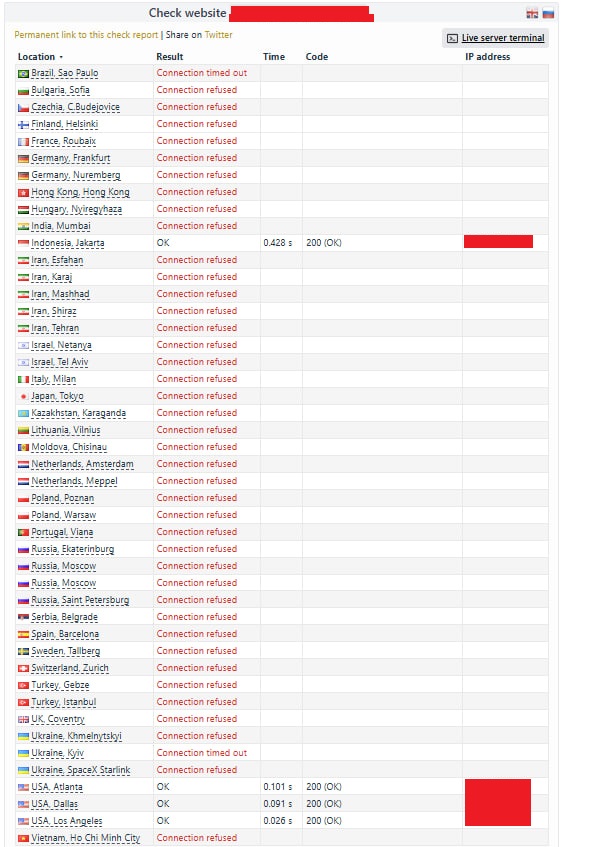 Check website
Permanent link to this check report | Share on Twitter
Live server terminal
Location Result Time Code IP address
Brazil, Sao Paulo Connection timed out
Bulgaria, Sofia Connection refused
Czechia, C.Budejovice Connection refused
Finland, Helsinki Connection refused
France, Roubaix Connection refused
Germany, Frankfurt Connection refused
Germany, Nuremberg Connection refused
Hong Kong, Hong Kong Connection refused
Hungary, Nyiregyhaza Connection refused
India, Mumbai Connection refused
Indonesia, Jakarta OK 0.428 s 200 (OK)
Iran, Esfahan Connection refused
Iran, Karaj Connection refused
Iran, Mashhad Connection refused
Iran, Shiraz Connection refused
Iran, Tehran Connection refused
Israel, Netanya Connection refused
Israel, Tel Aviv Connection refused
Italy, Milan Connection refused
Japan, Tokyo Connection refused
Kazakhstan, Karaganda Connection refused
Lithuania, Vilnius Connection refused
Moldova, Chisinau Connection refused
Netherlands, Amsterdam Connection refused
Netherlands, Meppel Connection refused
Poland, Poznan Connection refused
Poland, Warsaw Connection refused
Portugal, Viana Connection refused
Russia, Ekaterinburg Connection refused
Russia, Moscow Connection refused
Russia, Moscow Connection refused
Russia, Saint Petersburg Connection refused
Serbia, Belgrade Connection refused
Spain, Barcelona Connection refused
Sweden, Tallberg Connection refused
Switzerland, Zurich Connection refused
Turkey, Gebze Connection refused
Turkey, Istanbul Connection refused
UK, Coventry Connection refused
Ukraine, Khmelnytskyi Connection refused
Ukraine, Kyiv Connection timed out
Ukraine, SpaceX Starlink Connection refused
USA, Atlanta OK 0.101 s 200 (OK)
USA, Dallas OK 0.091 s 200 (OK)
USA, Los Angeles OK 0.026 s 200 (OK)
Vietnam, Ho Chi Minh City Connection refused